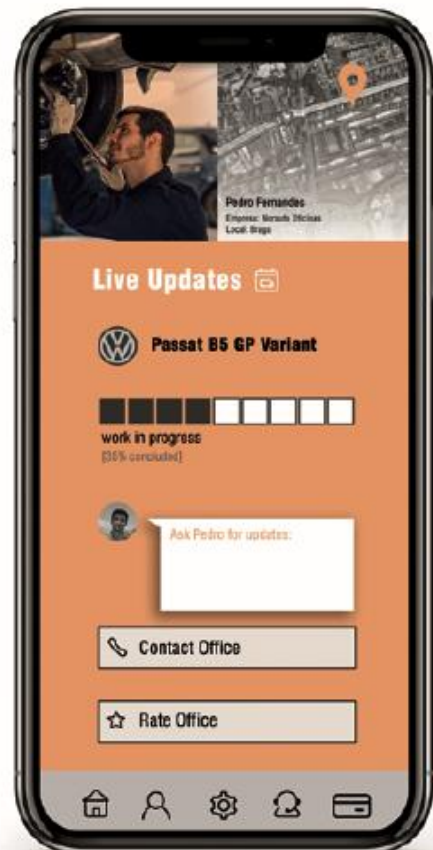 Pedro Fernandes
Empresa: Norauto Oficinas
Local: Braga
Live Updates
Passat B5 GP Variant
work in progress
(35% concluded)
Ask Pedro for updates:
Contact Office
Rate Office